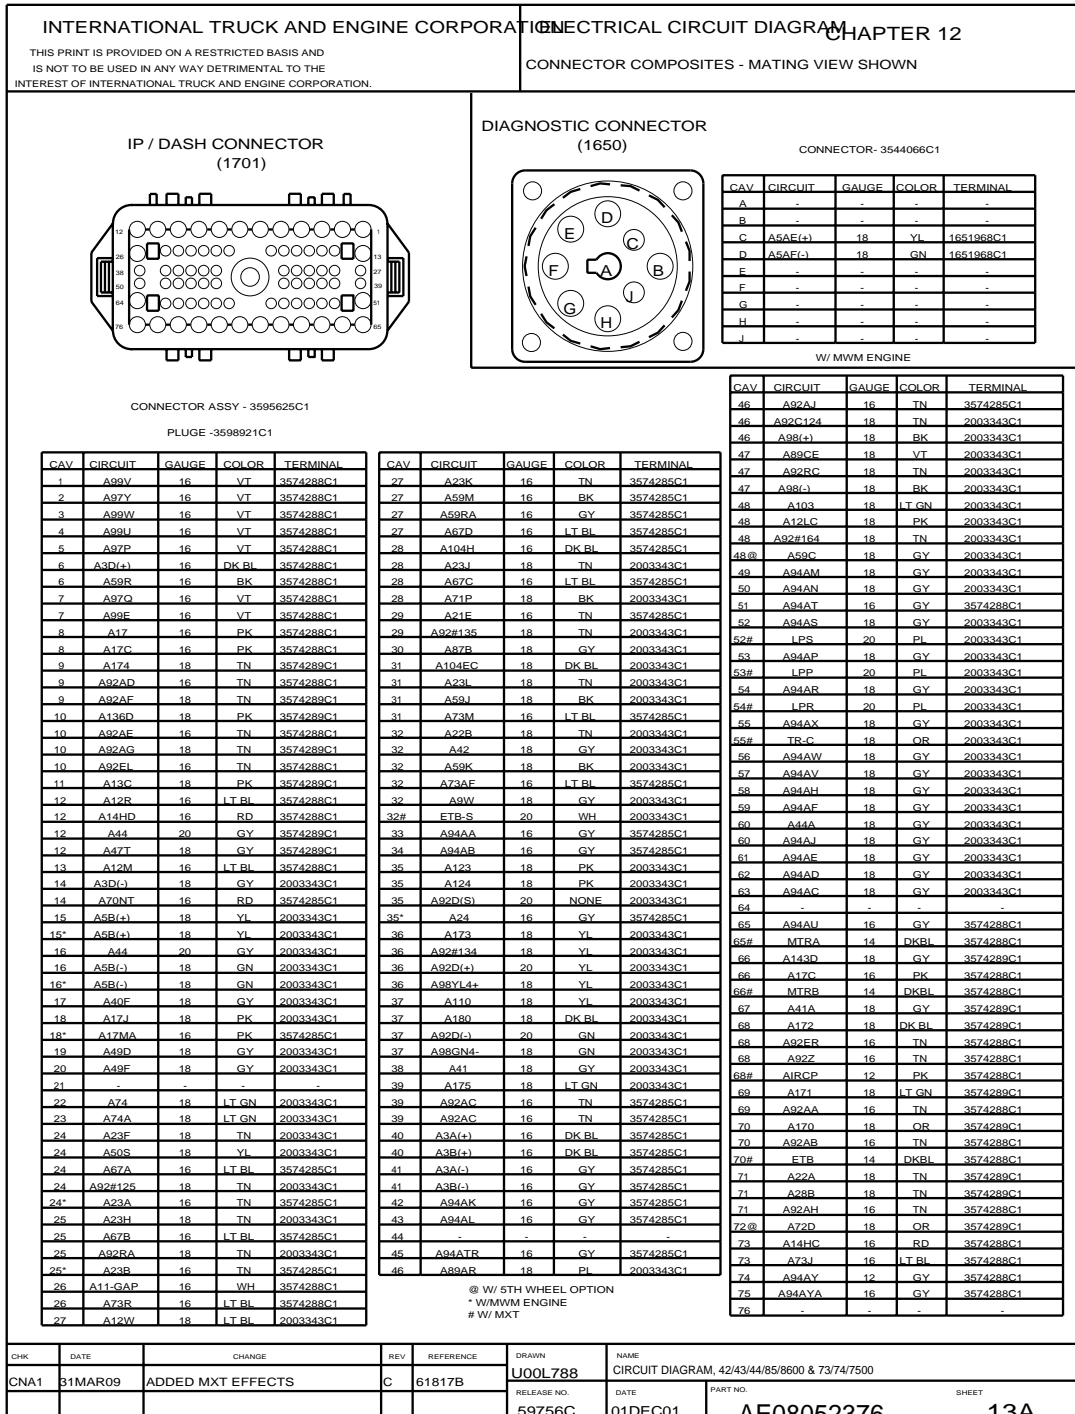 INTERNATIONAL TRUCK AND ENGINE CORPORATION
THIS PRINT IS PROVIDED ON A RESTRICTED BASIS AND
IS NOT TO BE USED IN ANY WAY DETRIMENTAL TO THE
INTEREST OF INTERNATIONAL TRUCK AND ENGINE CORPORATION.
ELECTRICAL CIRCUIT DIAGRAM
CHAPTER 12
CONNECTOR COMPOSITES - MATING VIEW SHOWN
IP / DASH CONNECTOR
(1701)
12 1
26 13
38 27
50 39
64 51
76 65
CONNECTOR ASSY - 3595625C1
PLUGE -3598921C1
DIAGNOSTIC CONNECTOR
(1650)
D
E C
F A B
G J
H
CONNECTOR- 3544066C1
CAV CIRCUIT GAUGE COLOR TERMINAL
A - - - -
B - - - -
C A5AE(+) 18 YL 1651968C1
D A5AF(-) 18 GN 1651968C1
E - - - -
F - - - -
G - - - -
H - - - -
J - - - -
W/ MWM ENGINE
CAV CIRCUIT GAUGE COLOR TERMINAL
1 A99V 16 VT 3574288C1
2 A97Y 16 VT 3574288C1
3 A99W 16 VT 3574288C1
4 A99U 16 VT 3574288C1
5 A97P 16 VT 3574288C1
6 A3D(+) 16 DK BL 3574288C1
6 A59R 16 BK 3574288C1
7 A97Q 16 VT 3574288C1
7 A99E 16 VT 3574288C1
8 A17 16 PK 3574288C1
8 A17C 16 PK 3574288C1
9 A174 18 TN 3574289C1
9 A92AD 16 TN 3574288C1
9 A92AF 18 TN 3574289C1
10 A136D 18 PK 3574289C1
10 A92AE 16 TN 3574288C1
10 A92AG 18 TN 3574289C1
10 A92EL 16 TN 3574288C1
11 A13C 18 PK 3574289C1
12 A12R 16 LT BL 3574288C1
12 A14HD 16 RD 3574288C1
12 A44 20 GY 3574289C1
12 A47T 18 GY 3574289C1
13 A12M 16 LT BL 3574288C1
14 A3D(-) 18 GY 2003343C1
14 A70NT 16 RD 3574285C1
15 A5B(+) 18 YL 2003343C1
15* A5B(+) 18 YL 2003343C1
16 A44 20 GY 2003343C1
16 A5B(-) 18 GN 2003343C1
16* A5B(-) 18 GN 2003343C1
17 A40F 18 GY 2003343C1
18 A17J 18 PK 2003343C1
18* A17MA 16 PK 3574285C1
19 A49D 18 GY 2003343C1
20 A49F 18 GY 2003343C1
21 - - - -
22 A74 18 LT GN 2003343C1
23 A74A 18 LT GN 2003343C1
24 A23F 18 TN 2003343C1
24 A50S 18 YL 2003343C1
24 A67A 16 LT BL 3574285C1
24 A92#125 18 TN 2003343C1
24* A23A 16 TN 3574285C1
25 A23H 18 TN 2003343C1
25 A67B 16 LT BL 3574285C1
25 A92RA 18 TN 2003343C1
25* A23B 16 TN 3574285C1
26 A11-GAP 16 WH 3574288C1
26 A73R 16 LT BL 3574288C1
27 A12W 18 LT BL 2003343C1
CAV CIRCUIT GAUGE COLOR TERMINAL
27 A23K 16 TN 3574285C1
27 A59M 16 BK 3574285C1
27 A59RA 16 GY 3574285C1
27 A67D 16 LT BL 3574285C1
28 A104H 16 DK BL 3574285C1
28 A23J 18 TN 2003343C1
28 A67C 16 LT BL 3574285C1
28 A71P 18 BK 2003343C1
29 A21E 16 TN 3574285C1
29 A92#135 18 TN 2003343C1
30 A87B 18 GY 2003343C1
31 A104EC 18 DK BL 2003343C1
31 A23L 18 TN 2003343C1
31 A59J 18 BK 2003343C1
31 A73M 16 LT BL 3574285C1
32 A22B 18 TN 2003343C1
32 A42 18 GY 2003343C1
32 A59K 18 BK 2003343C1
32 A73AF 16 LT BL 3574285C1
32 A9W 18 GY 2003343C1
32# ETB-S 20 WH 2003343C1
33 A94AA 16 GY 3574285C1
34 A94AB 16 GY 3574285C1
35 A123 18 PK 2003343C1
35 A124 18 PK 2003343C1
35 A92D(S) 20 NONE 2003343C1
35* A24 16 GY 3574285C1
36 A173 18 YL 2003343C1
36 A92#134 18 YL 2003343C1
36 A92D(+) 20 YL 2003343C1
36 A98YL4+ 18 YL 2003343C1
37 A110 18 YL 2003343C1
37 A180 18 DK BL 2003343C1
37 A92D(-) 20 GN 2003343C1
37 A98GN4- 18 GN 2003343C1
38 A41 18 GY 2003343C1
39 A175 18 LT GN 2003343C1
39 A92AC 16 TN 3574285C1
39 A92AC 16 TN 3574285C1
40 A3A(+) 16 DK BL 3574285C1
40 A3B(+) 16 DK BL 3574285C1
41 A3A(-) 16 GY 3574285C1
41 A3B(-) 16 GY 3574285C1
42 A94AK 16 GY 3574285C1
43 A94AL 16 GY 3574285C1
44 - - - -
45 A94ATR 16 GY 3574285C1
46 A89AR 18 PL 2003343C1
@ W/ 5TH WHEEL OPTION
* W/MWM ENGINE
# W/ MXT
CAV CIRCUIT GAUGE COLOR TERMINAL
46 A92AJ 16 TN 3574285C1
46 A92C124 18 TN 2003343C1
46 A98(+) 18 BK 2003343C1
47 A89CE 18 VT 2003343C1
47 A92RC 18 TN 2003343C1
47 A98(-) 18 BK 2003343C1
48 A103 18 LT GN 2003343C1
48 A12LC 18 PK 2003343C1
48 A92#164 18 TN 2003343C1
48@ A59C 18 GY 2003343C1
49 A94AM 18 GY 2003343C1
50 A94AN 18 GY 2003343C1
51 A94AT 16 GY 3574288C1
52 A94AS 18 GY 2003343C1
52# LPS 20 PL 2003343C1
53 A94AP 18 GY 2003343C1
53# LPP 20 PL 2003343C1
54 A94AR 18 GY 2003343C1
54# LPR 20 PL 2003343C1
55 A94AX 18 GY 2003343C1
55# TR-C 18 OR 2003343C1
56 A94AW 18 GY 2003343C1
57 A94AV 18 GY 2003343C1
58 A94AH 18 GY 2003343C1
59 A94AF 18 GY 2003343C1
60 A44A 18 GY 2003343C1
60 A94AJ 18 GY 2003343C1
61 A94AE 18 GY 2003343C1
62 A94AD 18 GY 2003343C1
63 A94AC 18 GY 2003343C1
64 - - - -
65 A94AU 16 GY 3574288C1
65# MTRA 14 DKBL 3574288C1
66 A143D 18 GY 3574289C1
66 A17C 16 PK 3574288C1
66# MTRB 14 DKBL 3574288C1
67 A41A 18 GY 3574289C1
68 A172 18 DK BL 3574289C1
68 A92ER 16 TN 3574288C1
68 A92Z 16 TN 3574288C1
68# AIRCP 12 PK 3574288C1
69 A171 18 LT GN 3574289C1
69 A92AA 16 TN 3574288C1
70 A170 18 OR 3574289C1
70 A92AB 16 TN 3574288C1
70# ETB 14 DKBL 3574288C1
71 A22A 18 TN 3574289C1
71 A28B 18 TN 3574289C1
71 A92AH 16 TN 3574288C1
72@ A72D 18 OR 3574289C1
73 A14HC 16 RD 3574288C1
73 A73J 16 LT BL 3574288C1
74 A94AY 12 GY 3574288C1
75 A94AYA 16 GY 3574288C1
76 - - - -
CHK DATE CHANGE REV REFERENCE
CNA1 31MAR09 ADDED MXT EFFECTS C 61817B
DRAWN
U00L788
NAME
CIRCUIT DIAGRAM, 42/43/44/85/8600 & 73/74/7500
RELEASE NO. DATE PART NO. SHEET
59756C 01DEC01 AE08052376 13A